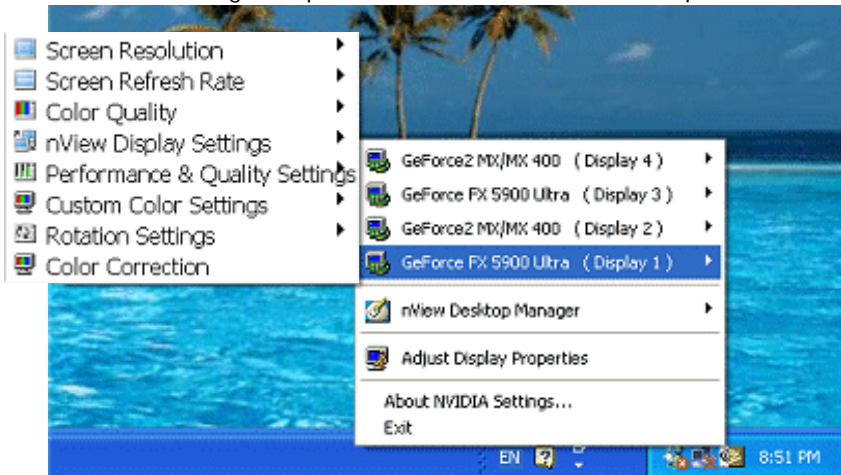 Screen Resolution
Screen Refresh Rate
Color Quality
nView Display Settings
Performance & Quality Settings
Custom Color Settings
Rotation Settings
Color Correction
GeForce2 MX/MX 400 ( Display 4 )
GeForce FX 5900 Ultra ( Display 3 )
GeForce2 MX/MX 400 ( Display 2 )
GeForce FX 5900 Ultra ( Display 1 )
nView Desktop Manager
Adjust Display Properties
About NVIDIA Settings...
Exit
EN
8:51 PM